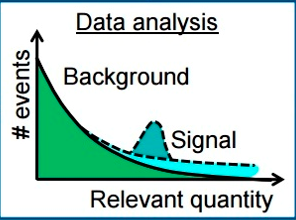 Data analysis
# events
Background
Signal
Relevant quantity